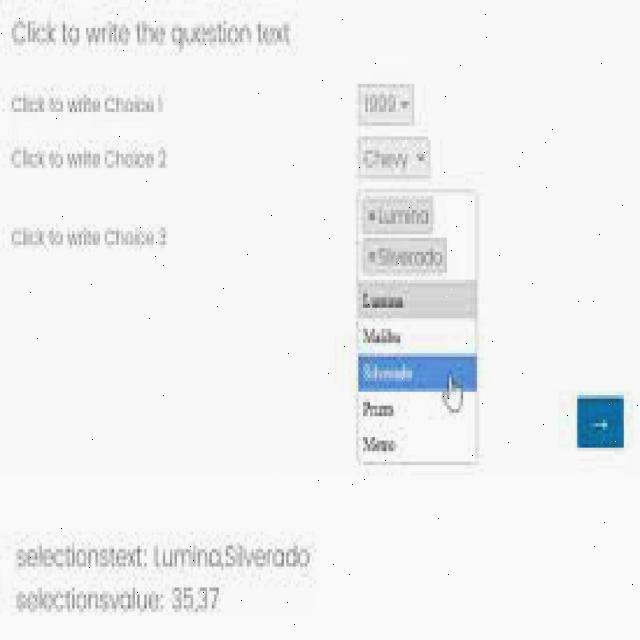 Click to write the question text
Click to write Choice 1
1999
Click to write Choice 2
Chevy
Click to write Choice 3
×Lumina
×Silverado
Lumina
Malibu
Silverado
Prizm
Metro
→
selectionstext: Lumina,Silverado
selectionsvalue: 35,37